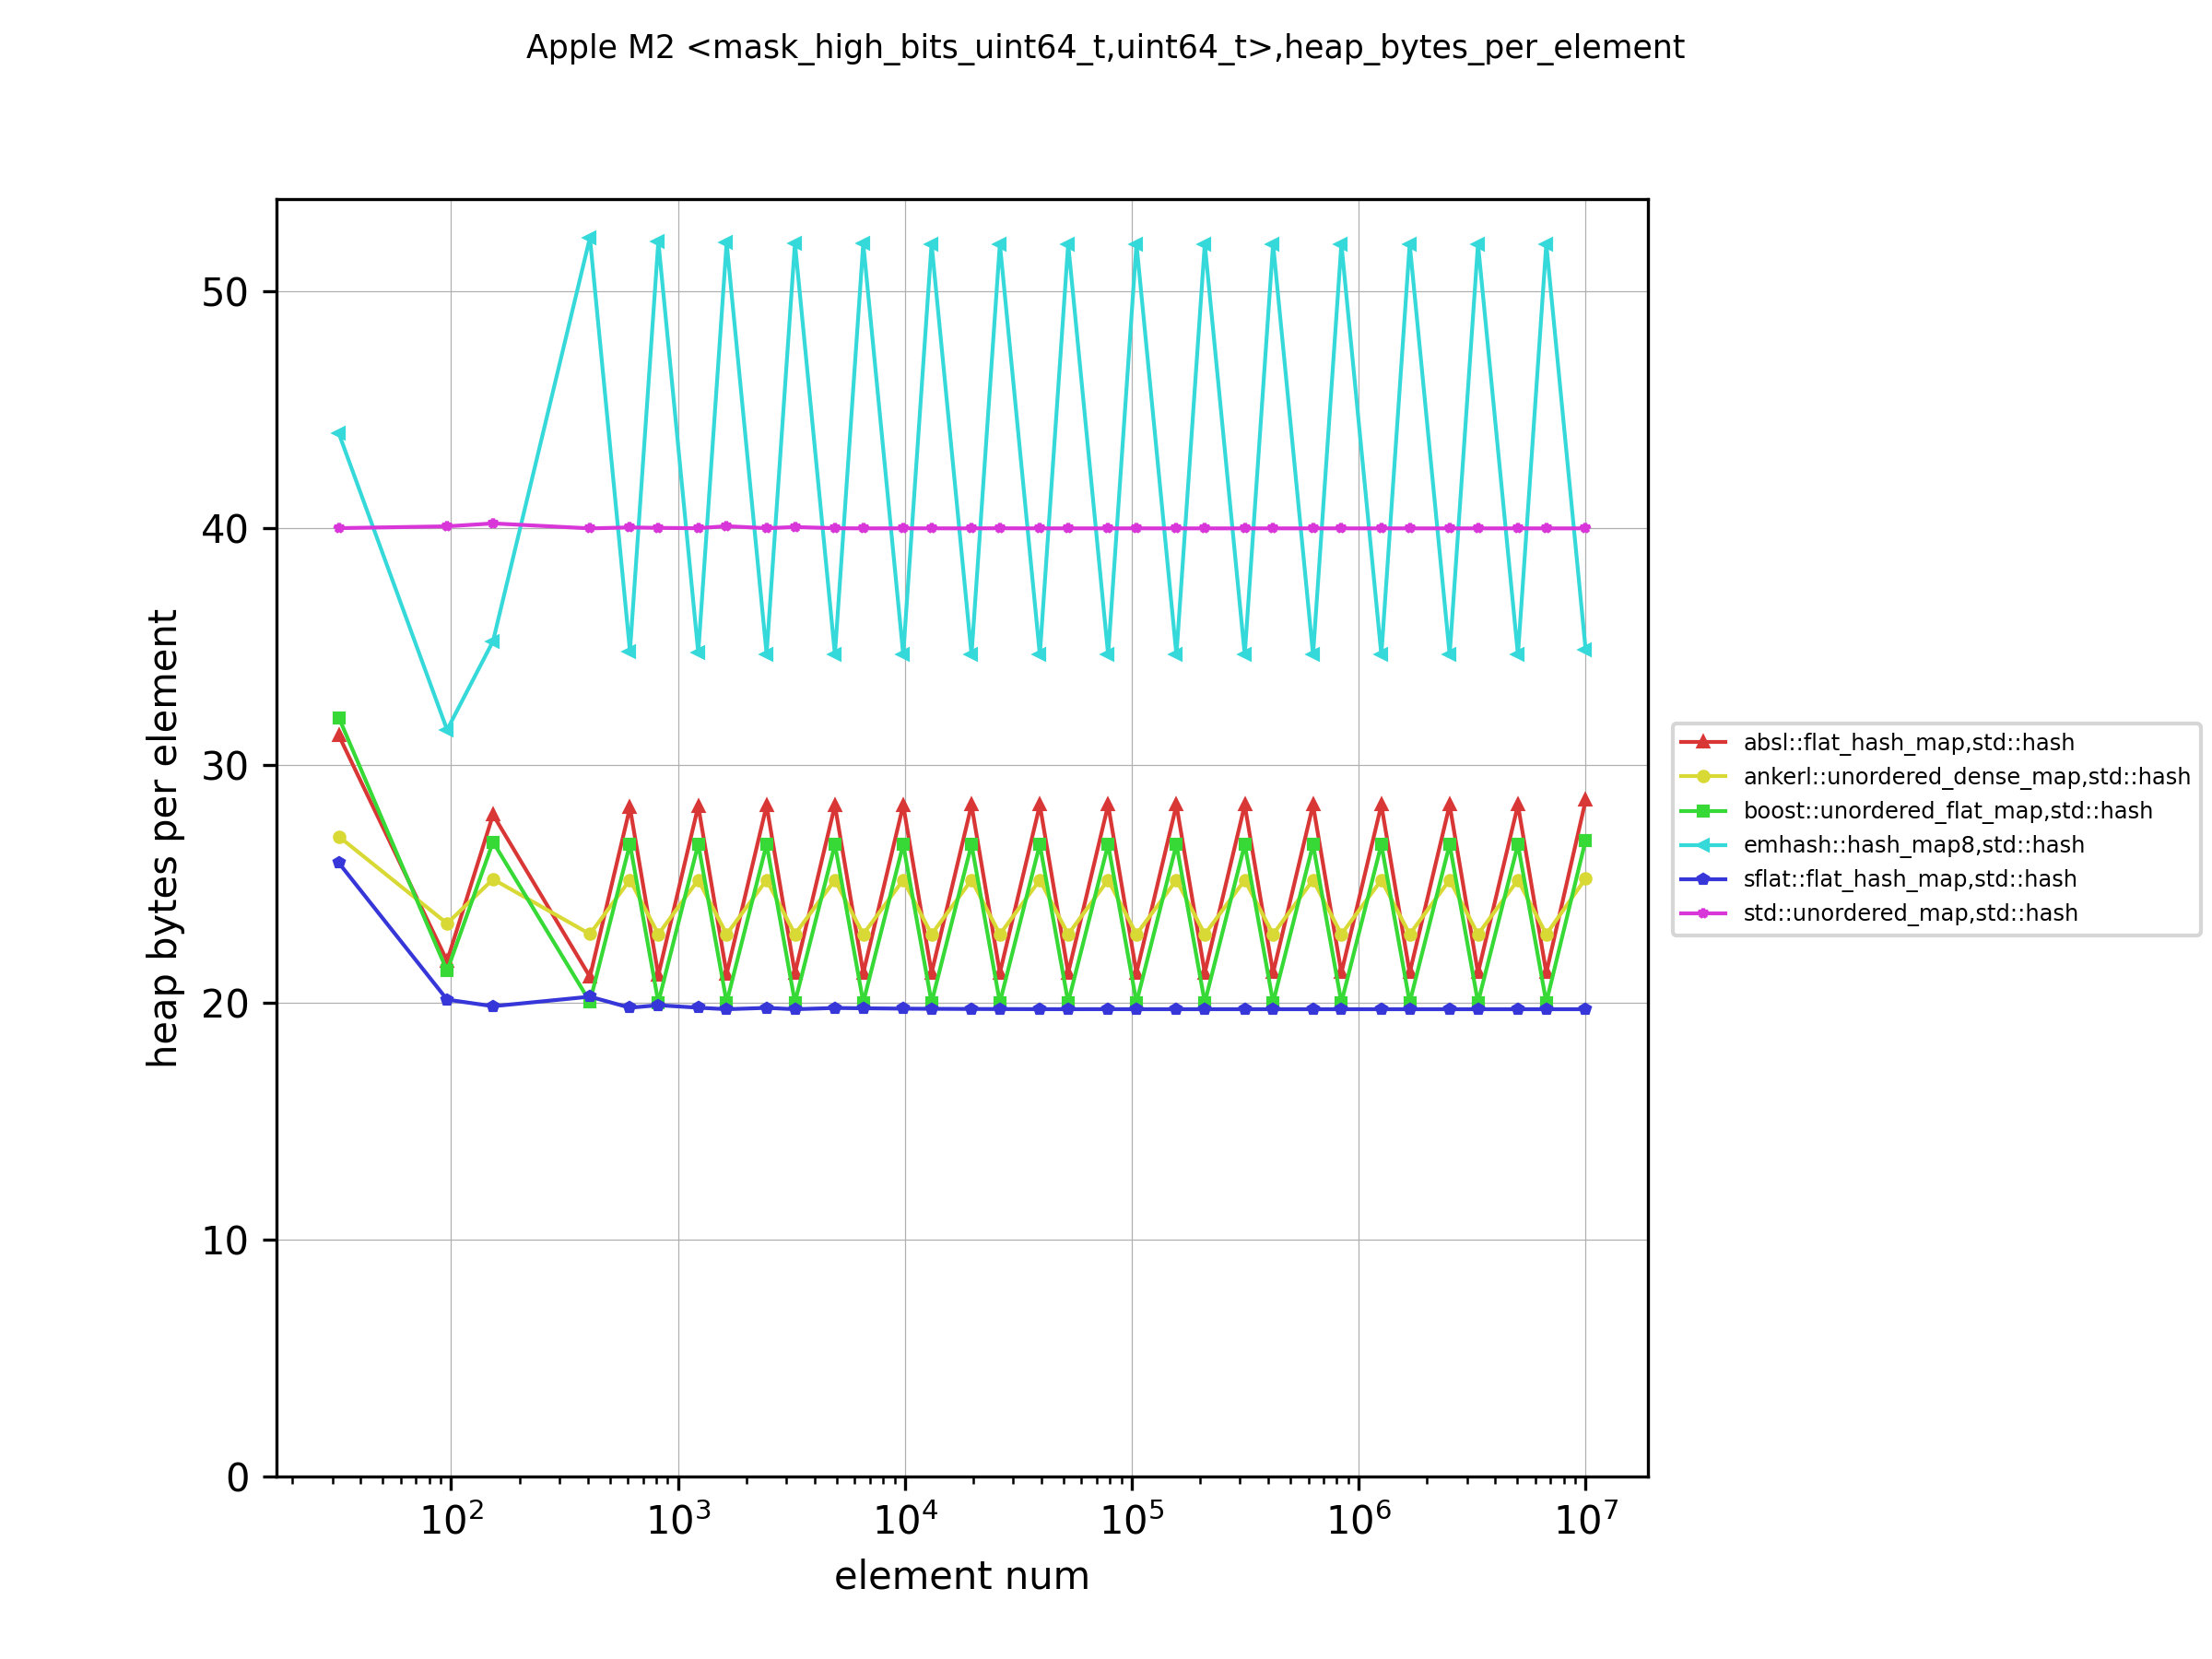 Apple M2 <mask_high_bits_uint64_t,uint64_t>,heap_bytes_per_element
heap bytes per element
50
40
30
20
10
0
10²
10³
10⁴
10⁵
10⁶
10⁷
element num
absl::flat_hash_map,std::hash
ankerl::unordered_dense_map,std::hash
boost::unordered_flat_map,std::hash
emhash::hash_map8,std::hash
sflat::flat_hash_map,std::hash
std::unordered_map,std::hash